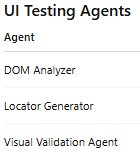 UI Testing Agents
Agent
DOM Analyzer
Locator Generator
Visual Validation Agent